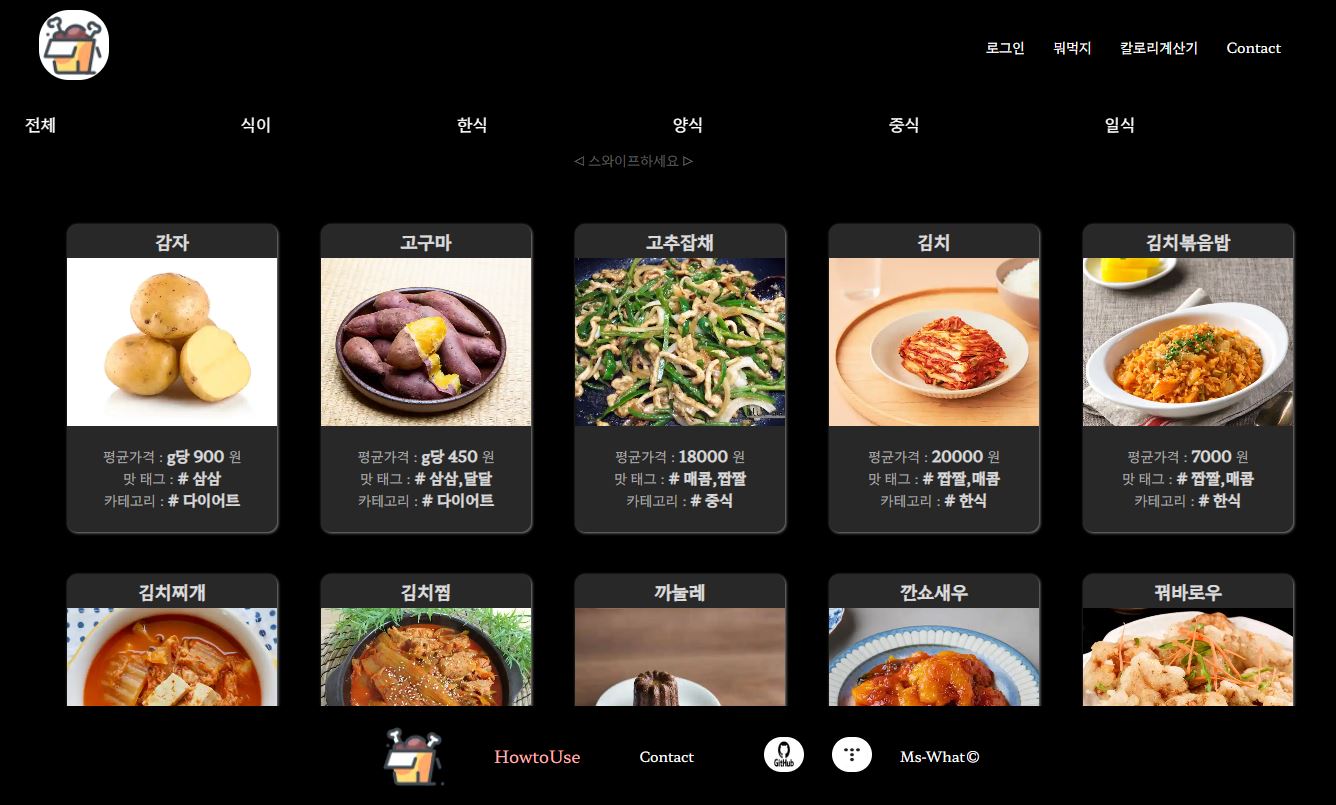 로그인 뭐먹지 칼로리계산기 Contact
전체 식이 한식 양식 중식 일식
◁ 스와이프하세요 ▷
감자 고구마 고추잡채 김치 김치볶음밥
평균가격 : g당 900 원 평균가격 : g당 450 원 평균가격 : 18000 원 평균가격 : 20000 원 평균가격 : 7000 원
맛 태그 : # 삼삼 맛 태그 : # 삼삼,달달 맛 태그 : # 매콤,짭짤 맛 태그 : # 짭짤,매콤 맛 태그 : # 짭짤,매콤
카테고리 : # 다이어트 카테고리 : # 다이어트 카테고리 : # 중식 카테고리 : # 한식 카테고리 : # 한식
김치찌개 김치찜 까눌레 깐쇼새우 꿔바로우
HowtoUse Contact GitHub Ms-What©